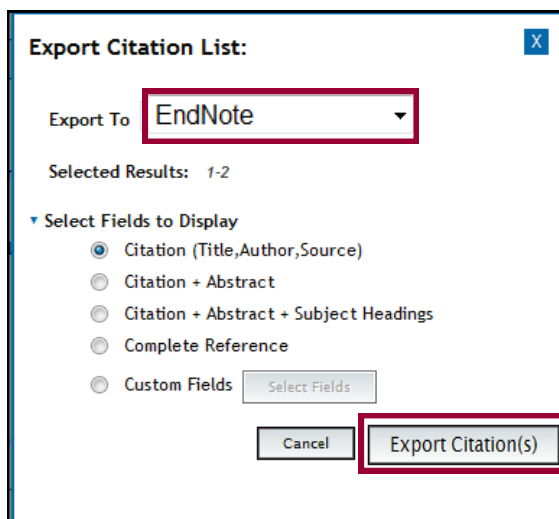 Export Citation List:
X
Export To EndNote
Selected Results: 1-2
Select Fields to Display
Citation (Title,Author,Source)
Citation + Abstract
Citation + Abstract + Subject Headings
Complete Reference
Custom Fields Select Fields
Cancel Export Citation(s)